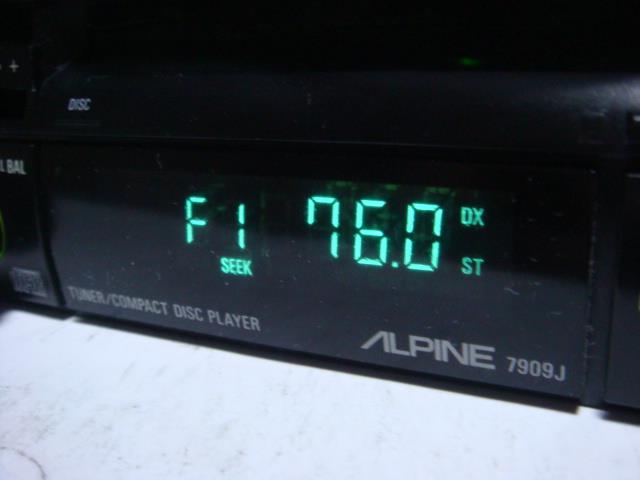 +
DISC
L BAL
F1 76.0 DX
SEEK ST
TUNER/COMPACT DISC PLAYER
ALPINE 7909J